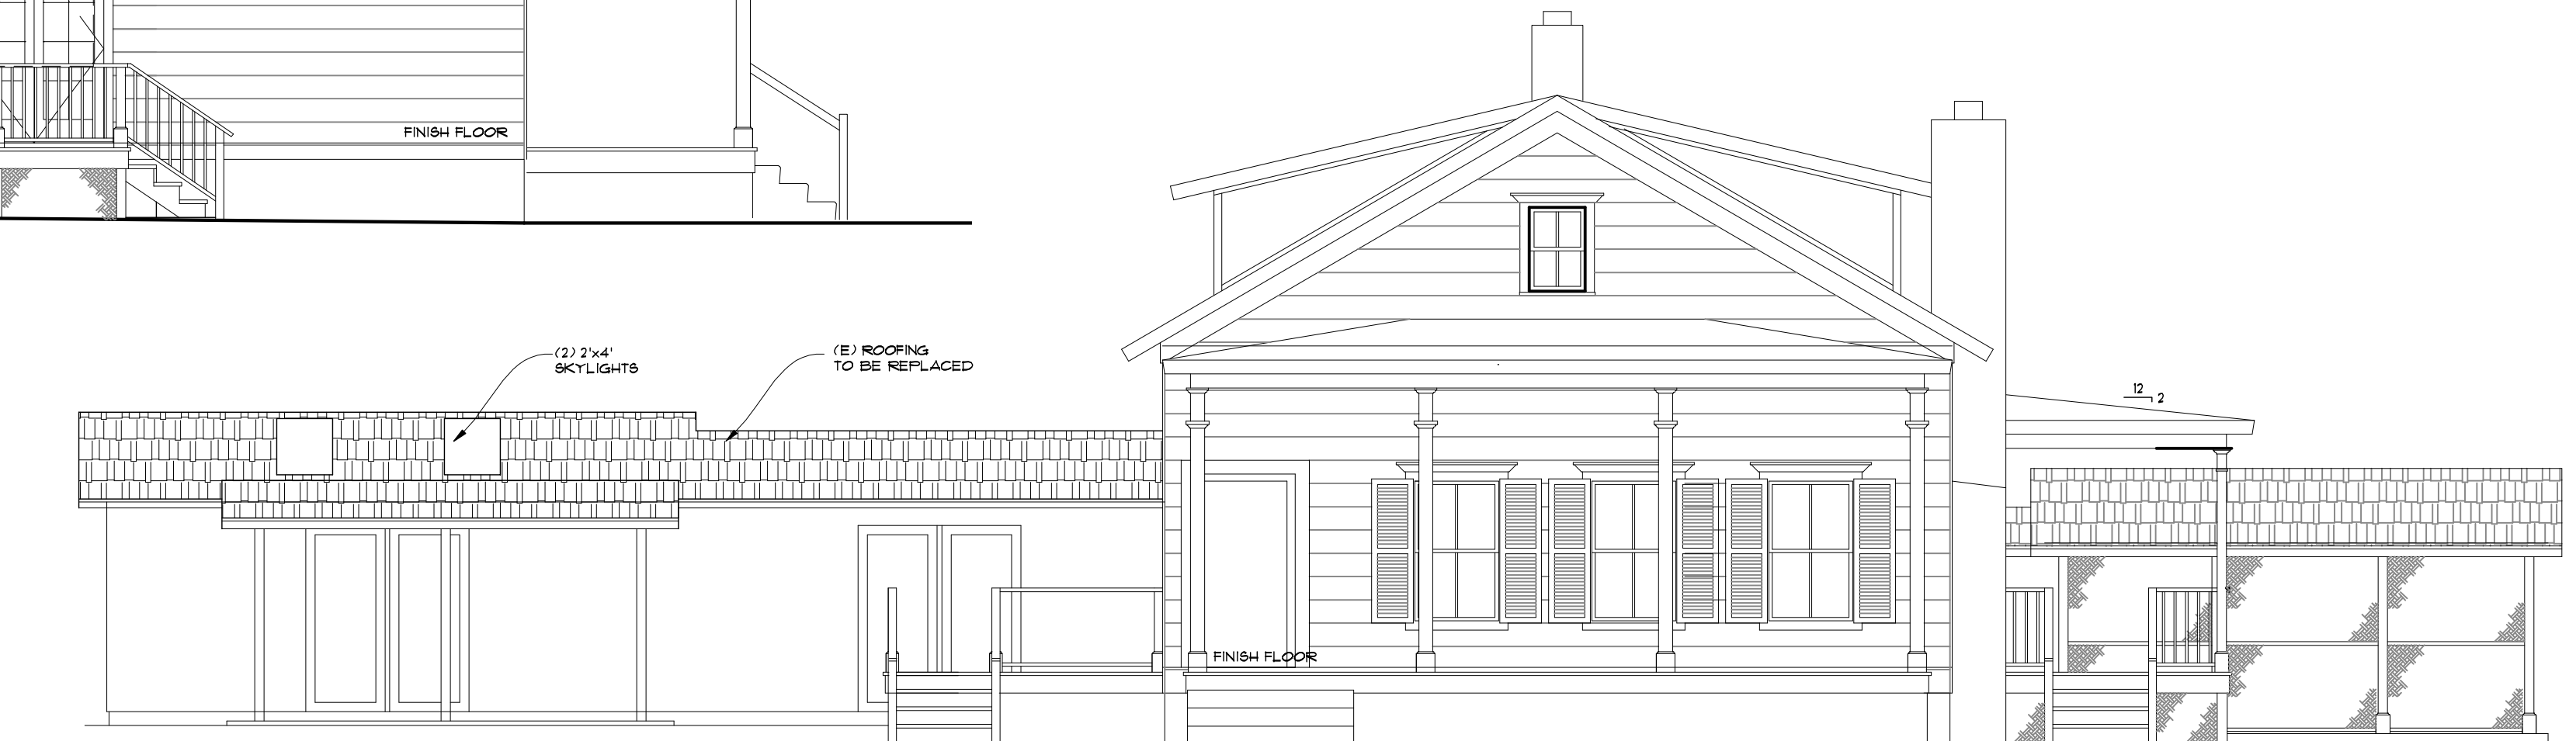 FINISH FLOOR
(2) 2'x4'
SKYLIGHTS
(E) ROOFING
TO BE REPLACED
12
2
FINISH FLOOR